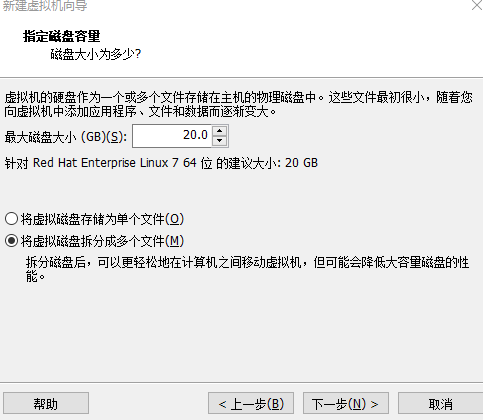 新建虚拟机向导
指定磁盘容量
磁盘大小为多少?
虚拟机的硬盘作为一个或多个文件存储在主机的物理磁盘中。这些文件最初很小，随着您
向虚拟机中添加应用程序、文件和数据而逐渐变大。
最大磁盘大小 (GB)(S): 20.0
针对 Red Hat Enterprise Linux 7 64 位 的建议大小: 20 GB
将虚拟磁盘存储为单个文件(O)
将虚拟磁盘拆分成多个文件(M)
拆分磁盘后，可以更轻松地在计算机之间移动虚拟机，但可能会降低大容量磁盘的性
能。
帮助 < 上一步(B) 下一步(N) > 取消